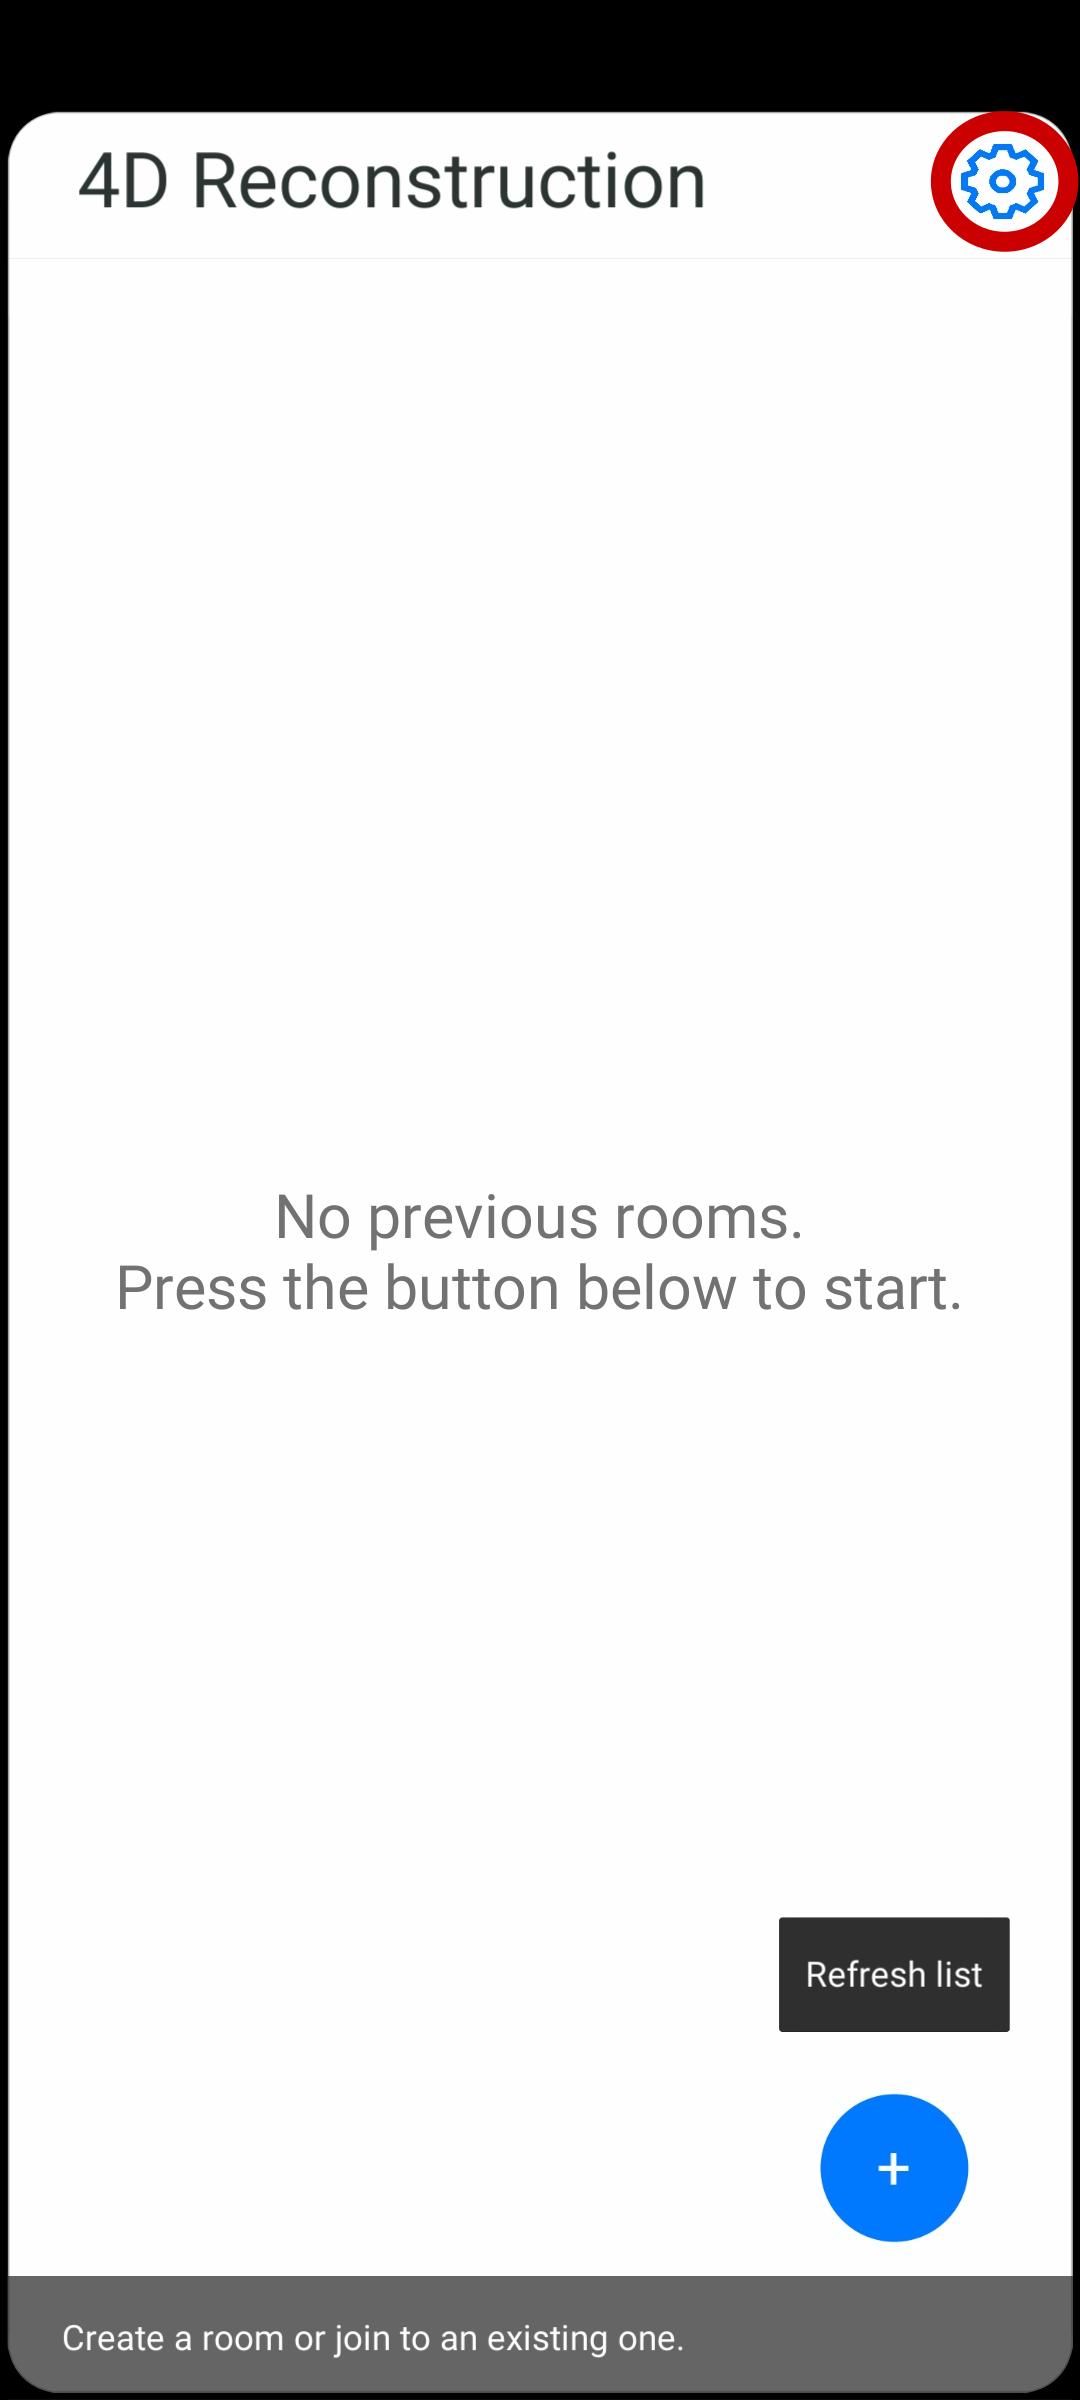 4D Reconstruction
No previous rooms.
Press the button below to start.
Refresh list
+
Create a room or join to an existing one.